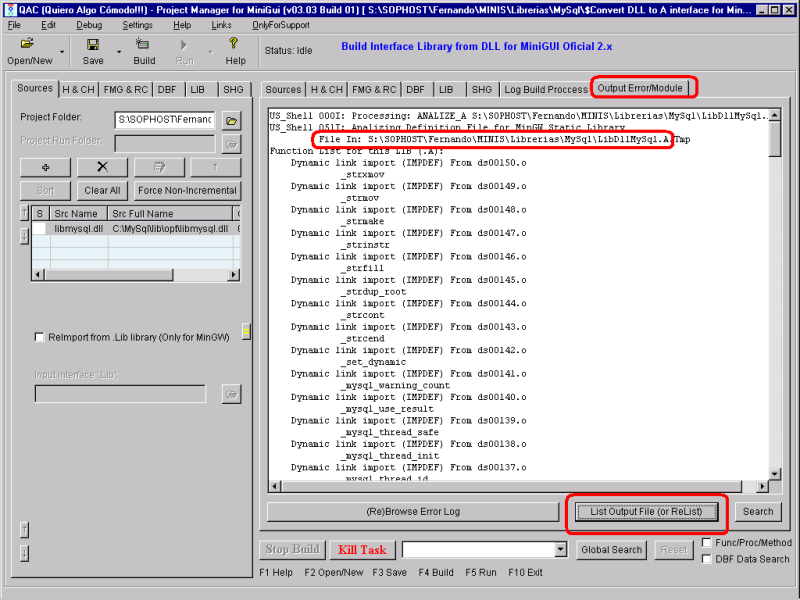 QAC (Quiero Algo Cómodo!!!) - Project Manager for MiniGui (v03.03 Build 01) [ S:\SOPHOST\Fernando\MINIS\Librerias\MySql\$Convert DLL to A interface for Min...
File Edit Debug Settings Help Links OnlyForSupport
Open/New Save Build Run Help
Status: Idle
Build Interface Library from DLL for MiniGUI Oficial 2.x
Sources H & CH FMG & RC DBF LIB SHG
Project Folder: S:\SOPHOST\Fernand
Project Run Folder:
Sort Clear All Force Non-Incremental
S Src Name Src Full Name
libmysql.dll C:\MySql\lib\opt\libmysql.dll
ReImport from .Lib library (Only for MinGW)
Input Interface 'Lib':
Sources H & CH FMG & RC DBF LIB SHG Log Build Proccess Output Error/Module
US_Shell 000I: Processing: ANALIZE_A S:\SOPHOST\Fernando\MINIS\Librerias\MySql\LibDllMySql.
US_Shell 051I: Analizing Definition File for MinGW Static Library
File In: S:\SOPHOST\Fernando\MINIS\Librerias\MySql\LibDllMySql.A.Tmp
Function List for this LIB (.A):
Dynamic link import (IMPDEF) From ds00150.o
_strxmov
Dynamic link import (IMPDEF) From ds00149.o
_strmov
Dynamic link import (IMPDEF) From ds00148.o
_strmake
Dynamic link import (IMPDEF) From ds00147.o
_strinstr
Dynamic link import (IMPDEF) From ds00146.o
_strfill
Dynamic link import (IMPDEF) From ds00145.o
_strdup_root
Dynamic link import (IMPDEF) From ds00144.o
_strcont
Dynamic link import (IMPDEF) From ds00143.o
_strcend
Dynamic link import (IMPDEF) From ds00142.o
_set_dynamic
Dynamic link import (IMPDEF) From ds00141.o
_mysql_warning_count
Dynamic link import (IMPDEF) From ds00140.o
_mysql_use_result
Dynamic link import (IMPDEF) From ds00139.o
_mysql_thread_safe
Dynamic link import (IMPDEF) From ds00138.o
_mysql_thread_init
Dynamic link import (IMPDEF) From ds00137.o
_mysql_thread_id
(Re)Browse Error Log List Output File (or ReList) Search
Stop Build Kill Task Global Search Reset Func/Proc/Method
DBF Data Search
F1 Help F2 Open/New F3 Save F4 Build F5 Run F10 Exit